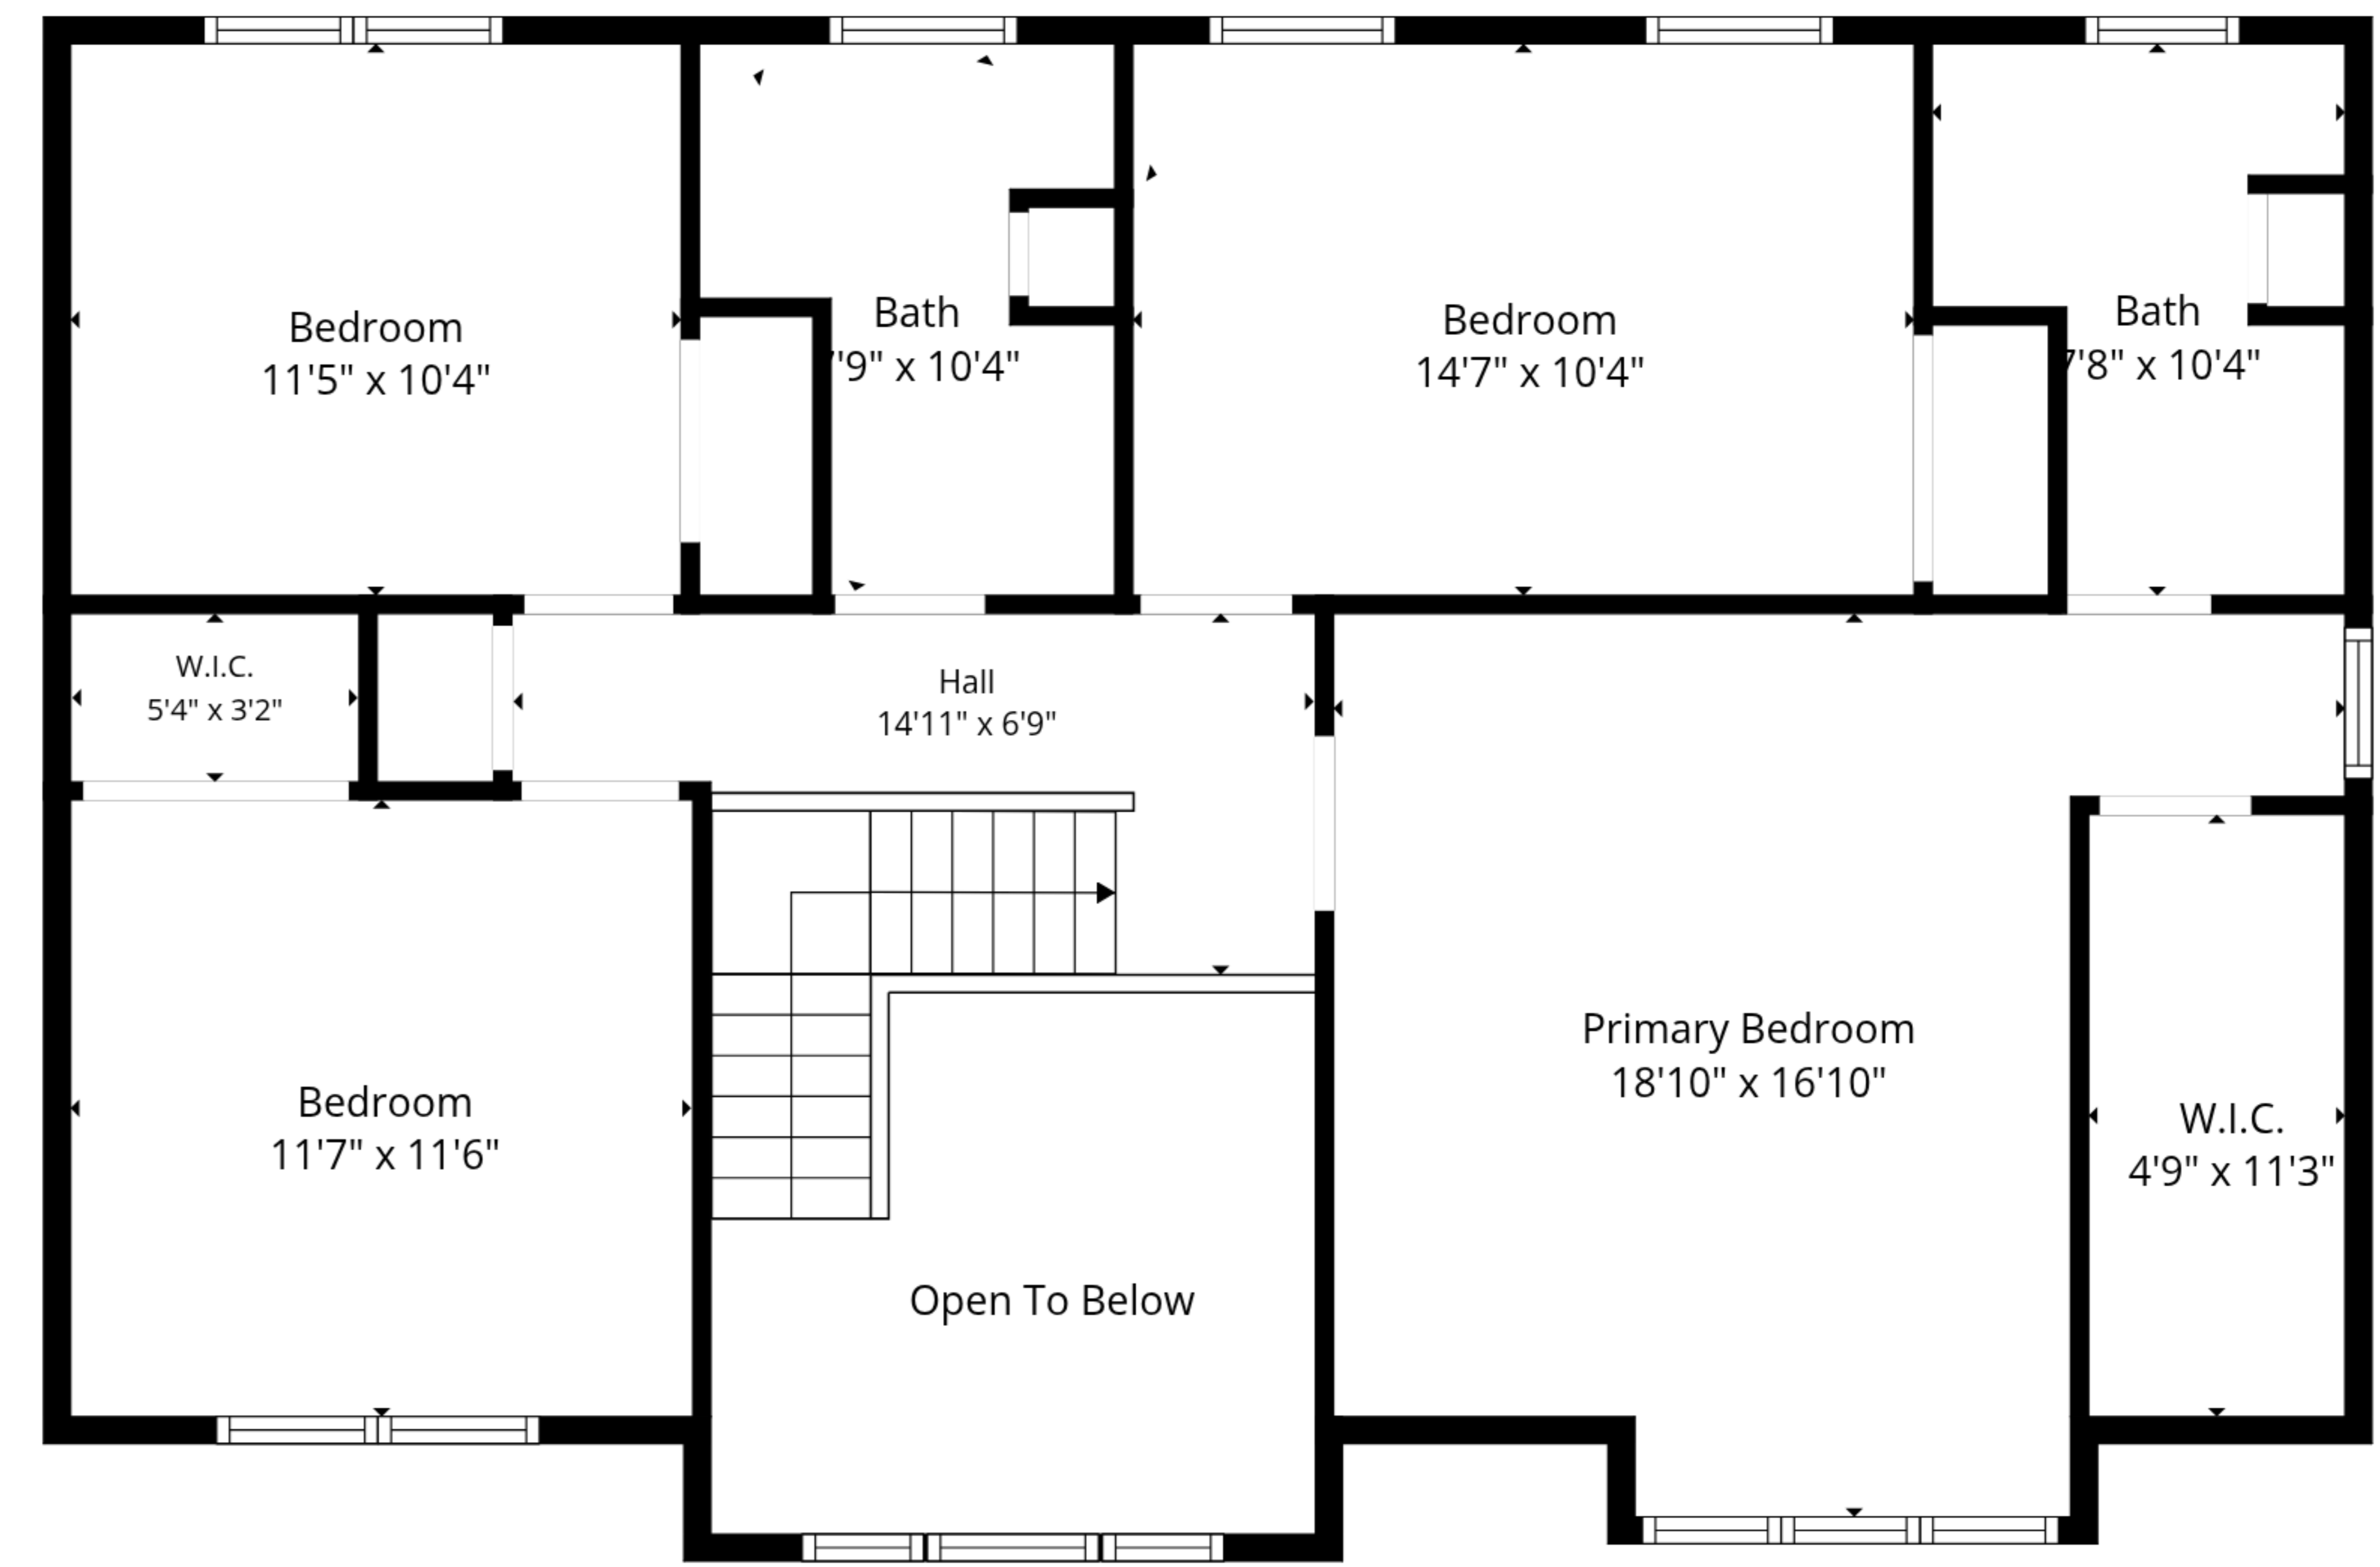 Bedroom
11'5" x 10'4"
Bath
'9" x 10'4"
Bedroom
14'7" x 10'4"
Bath
7'8" x 10'4"
W.I.C.
5'4" x 3'2"
Hall
14'11" x 6'9"
Primary Bedroom
18'10" x 16'10"
Bedroom
11'7" x 11'6"
W.I.C.
4'9" x 11'3"
Open To Below